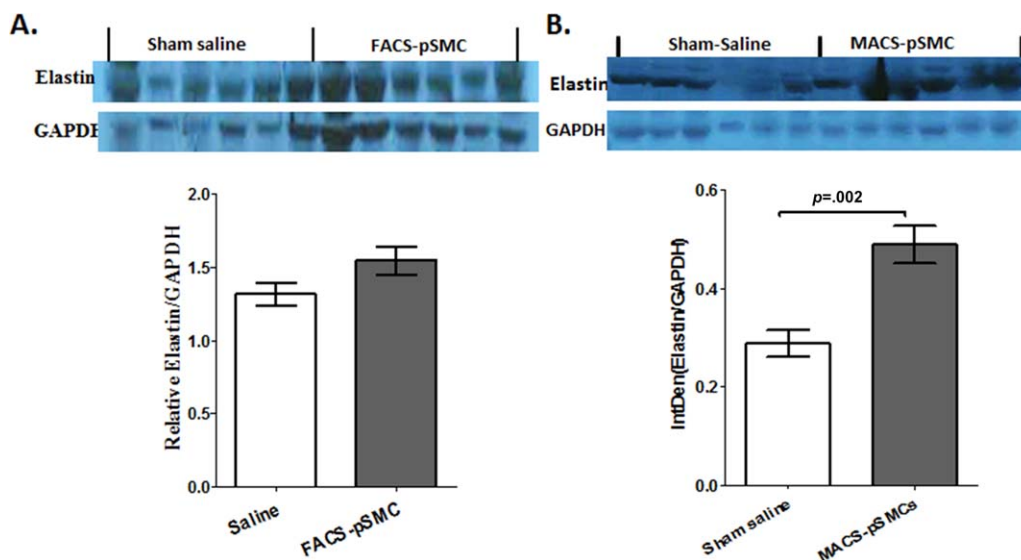 A.
Sham saline FACS-pSMC
Elastin
GAPDH
2.0
1.5
1.0
0.5
0.0
Relative Elastin/GAPDH
Saline
FACS-pSMC
B.
Sham-Saline MACS-pSMC
Elastin
GAPDH
p=.002
0.6
0.4
0.2
0.0
IntDen(Elastin/GAPDH)
Sham saline
MACS-pSMCs